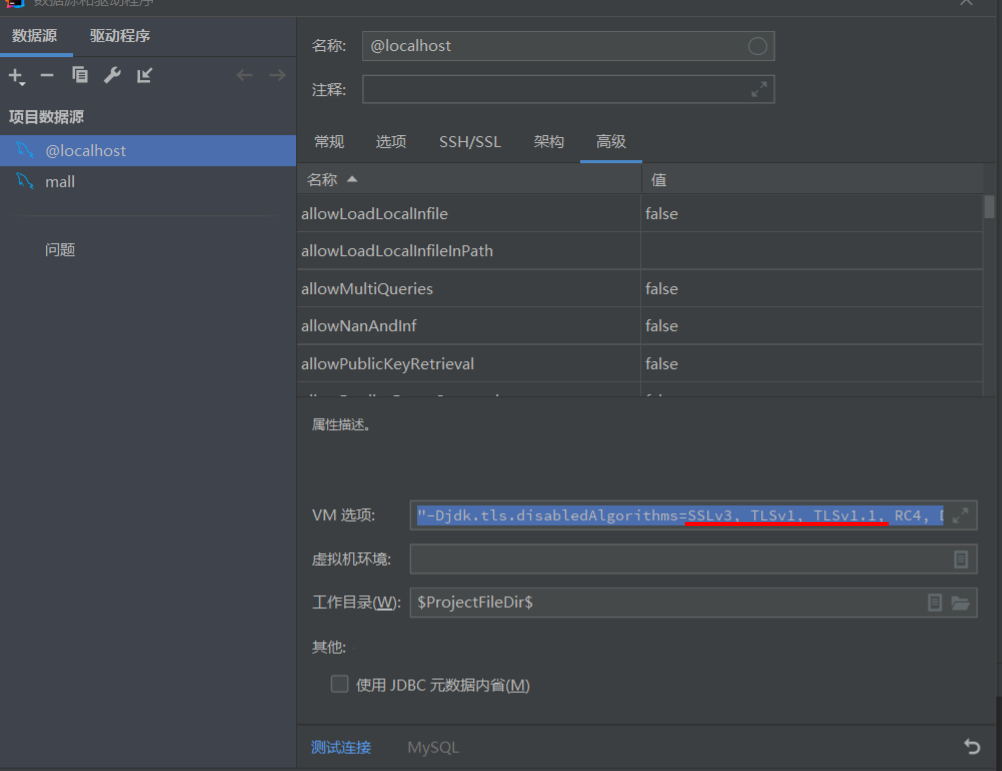 数据源和驱动程序
数据源 驱动程序
项目数据源
@localhost
mall
问题
名称: @localhost
注释:
常规 选项 SSH/SSL 架构 高级
名称 值
allowLoadLocalInfile false
allowLoadLocalInfileInPath
allowMultiQueries false
allowNanAndInf false
allowPublicKeyRetrieval false
属性描述。
VM 选项: "-Djdk.tls.disabledAlgorithms=SSLv3, TLSv1, TLSv1.1, RC4, D
虚拟机环境:
工作目录(W): $ProjectFileDir$
其他:
使用 JDBC 元数据内省(M)
测试连接 MySQL